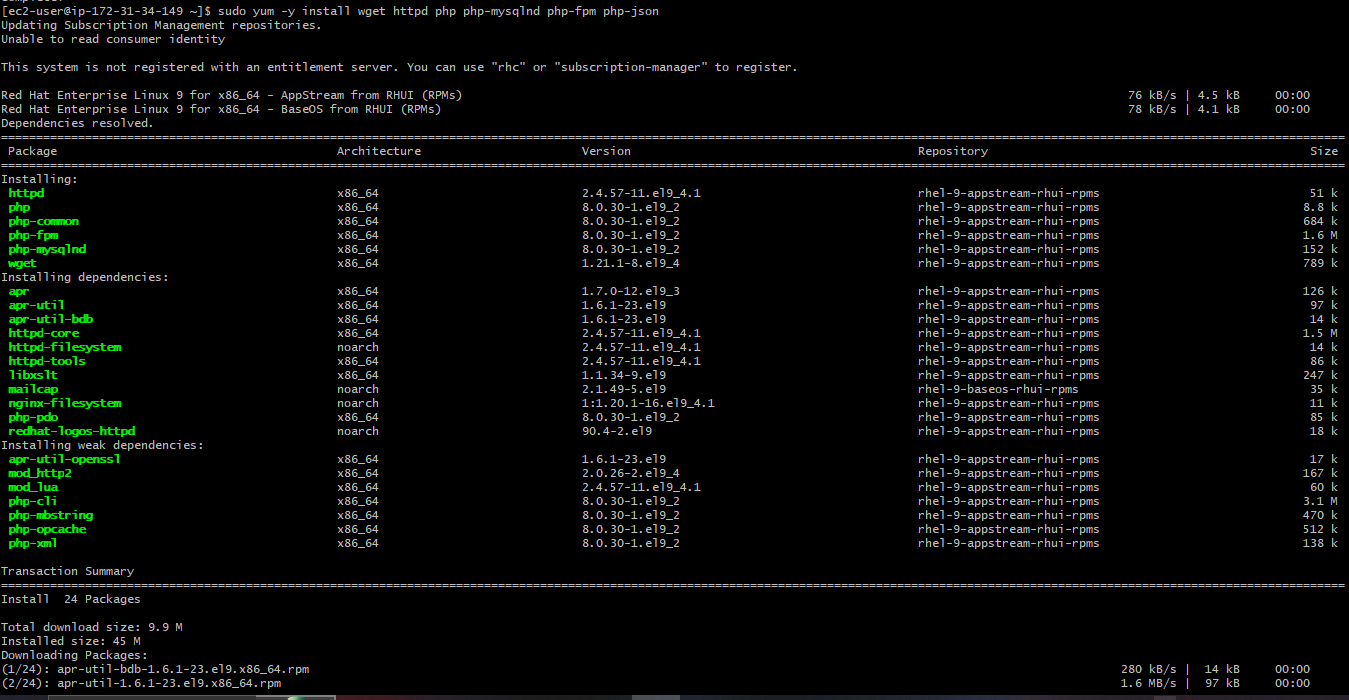 [ec2-user@ip-172-31-34-149 ~]$ sudo yum -y install wget httpd php php-mysqlnd php-fpm php-json
Updating Subscription Management repositories.
Unable to read consumer identity
This system is not registered with an entitlement server. You can use "rhc" or "subscription-manager" to register.
Red Hat Enterprise Linux 9 for x86_64 - AppStream from RHUI (RPMs) 76 kB/s | 4.5 kB 00:00
Red Hat Enterprise Linux 9 for x86_64 - BaseOS from RHUI (RPMs) 78 kB/s | 4.1 kB 00:00
Dependencies resolved.
Package Architecture Version Repository Size
Installing:
httpd x86_64 2.4.57-11.el9_4.1 rhel-9-appstream-rhui-rpms 51 k
php x86_64 8.0.30-1.el9_2 rhel-9-appstream-rhui-rpms 8.8 k
php-common x86_64 8.0.30-1.el9_2 rhel-9-appstream-rhui-rpms 684 k
php-fpm x86_64 8.0.30-1.el9_2 rhel-9-appstream-rhui-rpms 1.6 M
php-mysqlnd x86_64 8.0.30-1.el9_2 rhel-9-appstream-rhui-rpms 152 k
wget x86_64 1.21.1-8.el9_4 rhel-9-appstream-rhui-rpms 789 k
Installing dependencies:
apr x86_64 1.7.0-12.el9_3 rhel-9-appstream-rhui-rpms 126 k
apr-util x86_64 1.6.1-23.el9 rhel-9-appstream-rhui-rpms 97 k
apr-util-bdb x86_64 1.6.1-23.el9 rhel-9-appstream-rhui-rpms 14 k
httpd-core x86_64 2.4.57-11.el9_4.1 rhel-9-appstream-rhui-rpms 1.5 M
httpd-filesystem noarch 2.4.57-11.el9_4.1 rhel-9-appstream-rhui-rpms 14 k
httpd-tools x86_64 2.4.57-11.el9_4.1 rhel-9-appstream-rhui-rpms 86 k
libxslt x86_64 1.1.34-9.el9 rhel-9-appstream-rhui-rpms 247 k
mailcap noarch 2.1.49-5.el9 rhel-9-baseos-rhui-rpms 35 k
nginx-filesystem noarch 1:1.20.1-16.el9_4.1 rhel-9-appstream-rhui-rpms 11 k
php-pdo x86_64 8.0.30-1.el9_2 rhel-9-appstream-rhui-rpms 85 k
redhat-logos-httpd noarch 90.4-2.el9 rhel-9-appstream-rhui-rpms 18 k
Installing weak dependencies:
apr-util-openssl x86_64 1.6.1-23.el9 rhel-9-appstream-rhui-rpms 17 k
mod_http2 x86_64 2.0.26-2.el9_4 rhel-9-appstream-rhui-rpms 167 k
mod_lua x86_64 2.4.57-11.el9_4.1 rhel-9-appstream-rhui-rpms 60 k
php-cli x86_64 8.0.30-1.el9_2 rhel-9-appstream-rhui-rpms 3.1 M
php-mbstring x86_64 8.0.30-1.el9_2 rhel-9-appstream-rhui-rpms 470 k
php-opcache x86_64 8.0.30-1.el9_2 rhel-9-appstream-rhui-rpms 512 k
php-xml x86_64 8.0.30-1.el9_2 rhel-9-appstream-rhui-rpms 138 k
Transaction Summary
Install 24 Packages
Total download size: 9.9 M
Installed size: 45 M
Downloading Packages:
(1/24): apr-util-bdb-1.6.1-23.el9.x86_64.rpm 280 kB/s | 14 kB 00:00
(2/24): apr-util-1.6.1-23.el9.x86_64.rpm 1.6 MB/s | 97 kB 00:00